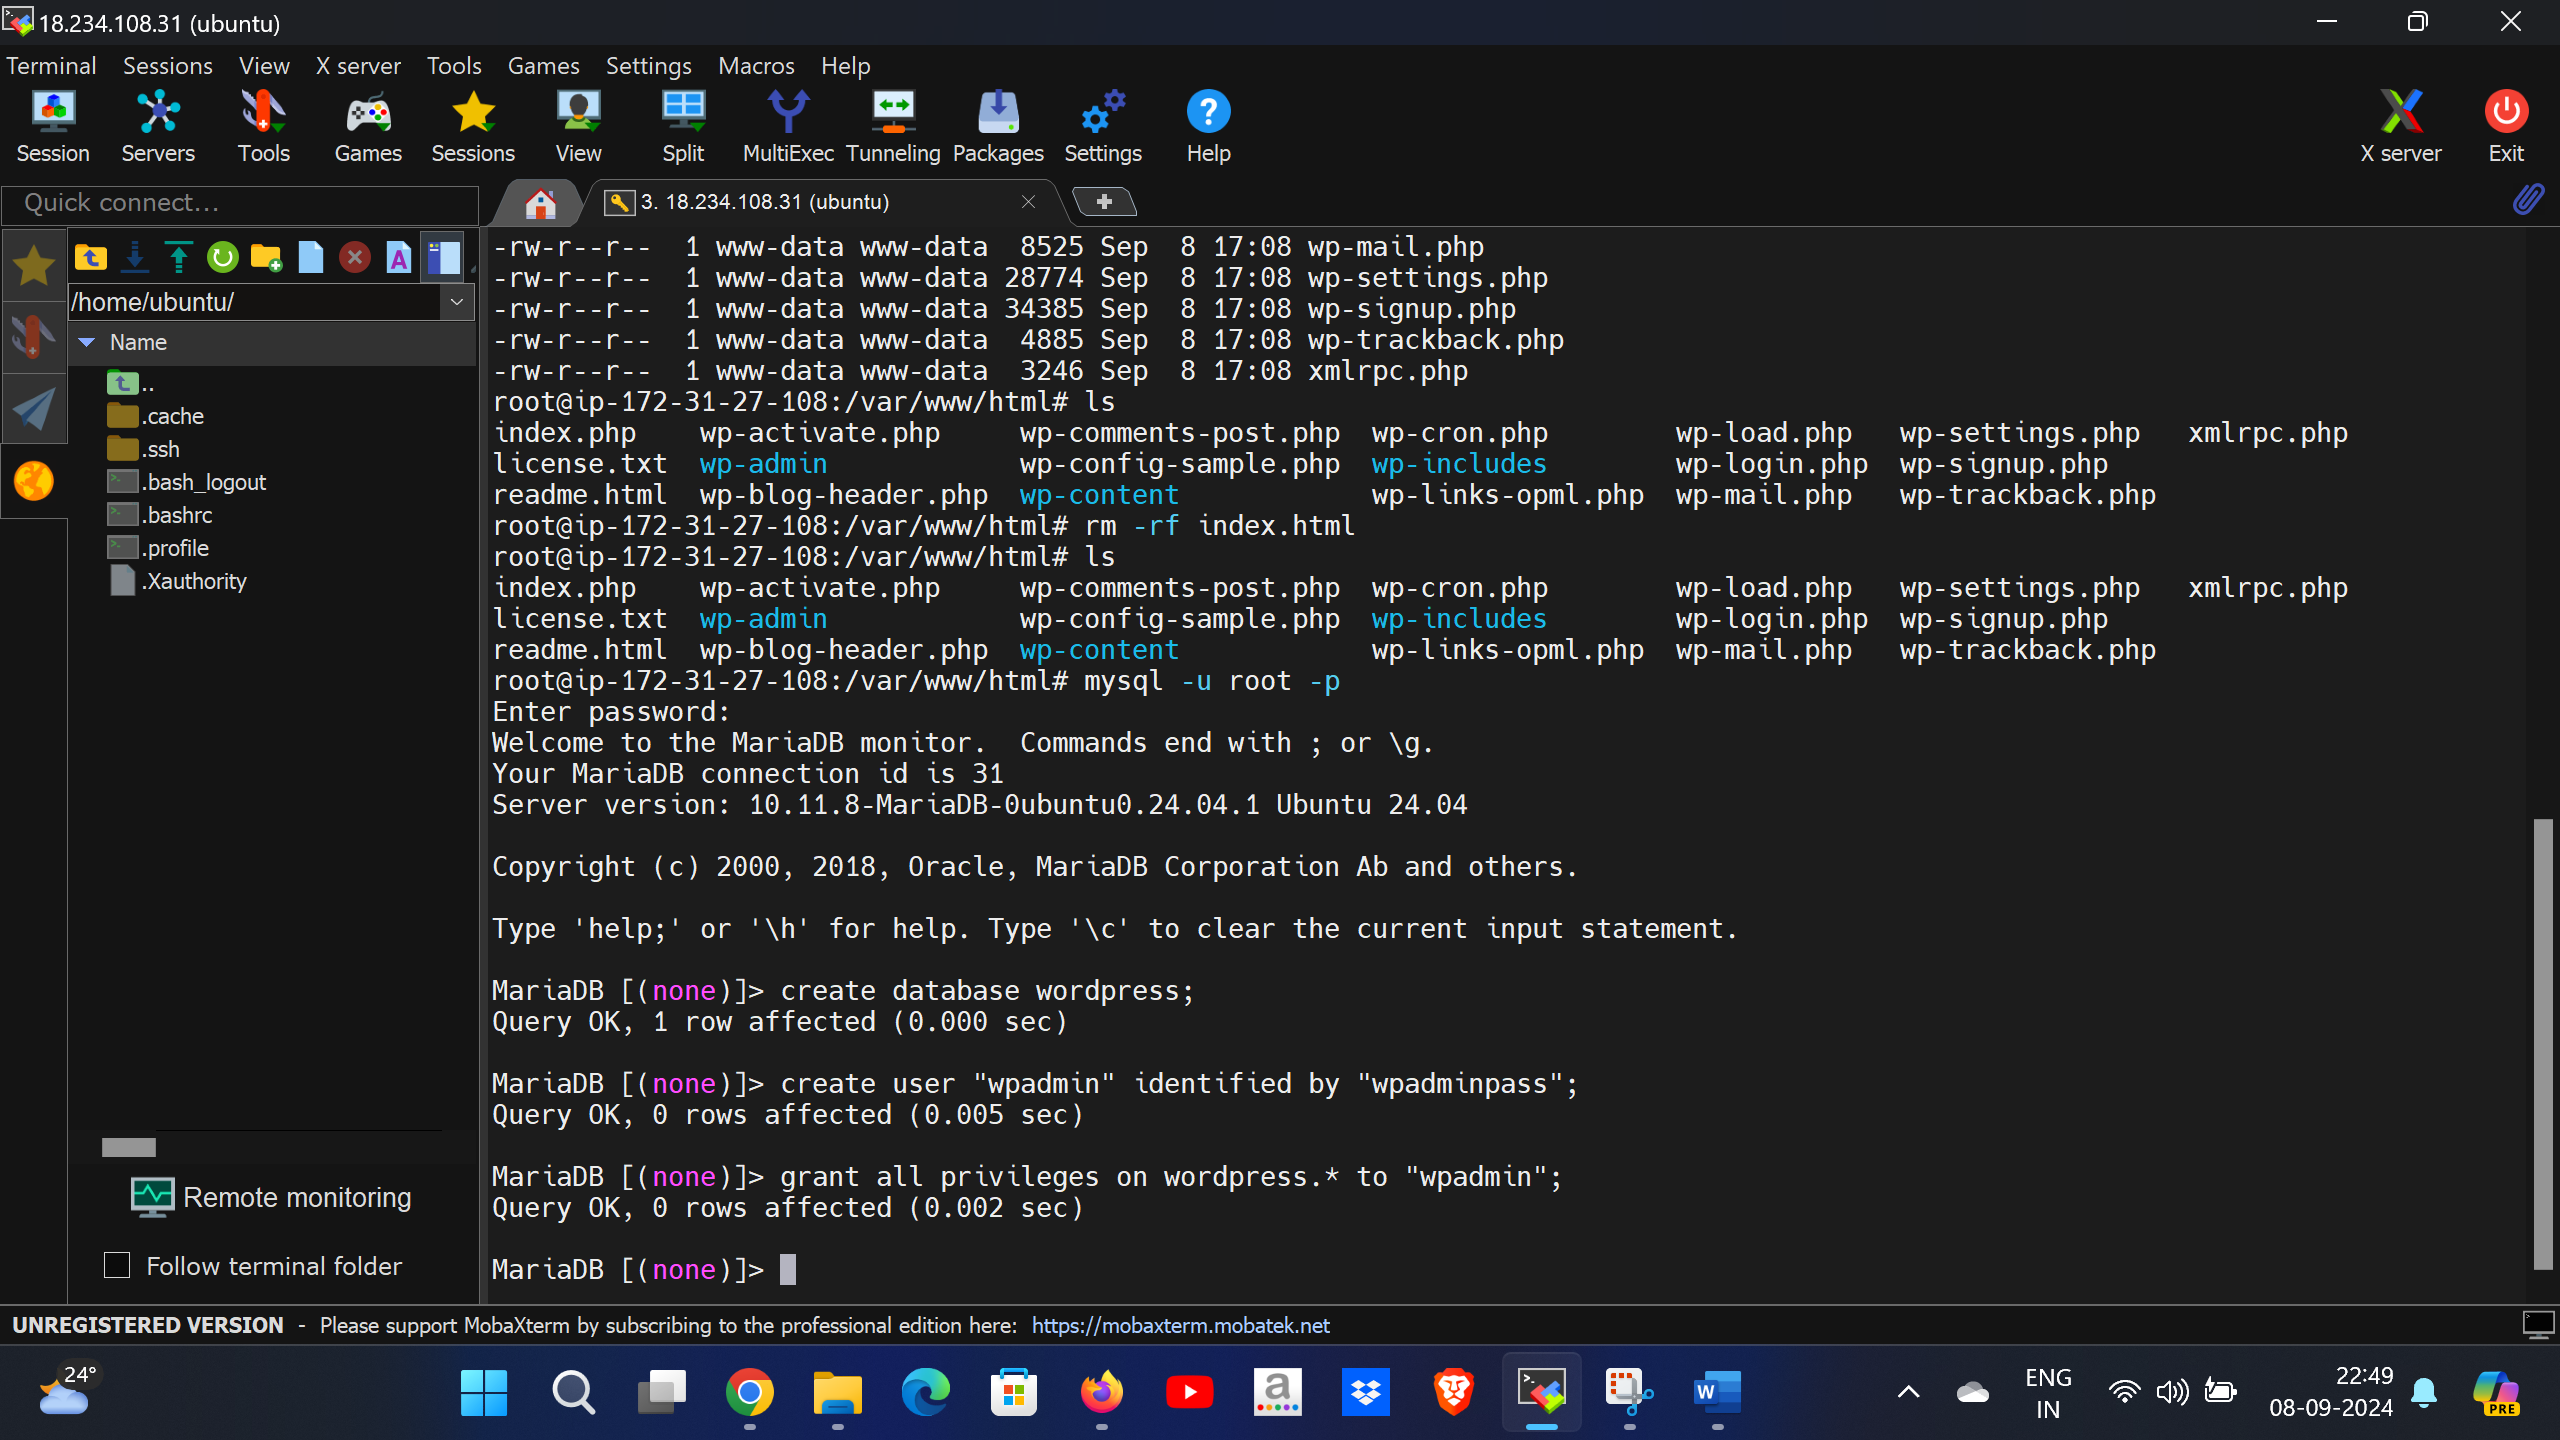 18.234.108.31 (ubuntu)
Terminal Sessions View X server Tools Games Settings Macros Help
Session Servers Tools Games Sessions View Split MultiExec Tunneling Packages Settings Help X server Exit
Quick connect...
3. 18.234.108.31 (ubuntu)
/home/ubuntu/
Name
..
.cache
.ssh
.bash_logout
.bashrc
.profile
.Xauthority
Remote monitoring
Follow terminal folder
-rw-r--r--  1 www-data www-data  8525 Sep  8 17:08 wp-mail.php
-rw-r--r--  1 www-data www-data 28774 Sep  8 17:08 wp-settings.php
-rw-r--r--  1 www-data www-data 34385 Sep  8 17:08 wp-signup.php
-rw-r--r--  1 www-data www-data  4885 Sep  8 17:08 wp-trackback.php
-rw-r--r--  1 www-data www-data  3246 Sep  8 17:08 xmlrpc.php
root@ip-172-31-27-108:/var/www/html# ls
index.php    wp-activate.php     wp-comments-post.php  wp-cron.php        wp-load.php   wp-settings.php   xmlrpc.php
license.txt  wp-admin            wp-config-sample.php  wp-includes        wp-login.php  wp-signup.php
readme.html  wp-blog-header.php  wp-content            wp-links-opml.php  wp-mail.php   wp-trackback.php
root@ip-172-31-27-108:/var/www/html# rm -rf index.html
root@ip-172-31-27-108:/var/www/html# ls
index.php    wp-activate.php     wp-comments-post.php  wp-cron.php        wp-load.php   wp-settings.php   xmlrpc.php
license.txt  wp-admin            wp-config-sample.php  wp-includes        wp-login.php  wp-signup.php
readme.html  wp-blog-header.php  wp-content            wp-links-opml.php  wp-mail.php   wp-trackback.php
root@ip-172-31-27-108:/var/www/html# mysql -u root -p
Enter password:
Welcome to the MariaDB monitor.  Commands end with ; or \g.
Your MariaDB connection id is 31
Server version: 10.11.8-MariaDB-0ubuntu0.24.04.1 Ubuntu 24.04
Copyright (c) 2000, 2018, Oracle, MariaDB Corporation Ab and others.
Type 'help;' or '\h' for help. Type '\c' to clear the current input statement.
MariaDB [(none)]> create database wordpress;
Query OK, 1 row affected (0.000 sec)
MariaDB [(none)]> create user "wpadmin" identified by "wpadminpass";
Query OK, 0 rows affected (0.005 sec)
MariaDB [(none)]> grant all privileges on wordpress.* to "wpadmin";
Query OK, 0 rows affected (0.002 sec)
MariaDB [(none)]>
UNREGISTERED VERSION - Please support MobaXterm by subscribing to the professional edition here: https://mobaxterm.mobatek.net
24°
ENG
IN
22:49
08-09-2024
PRE